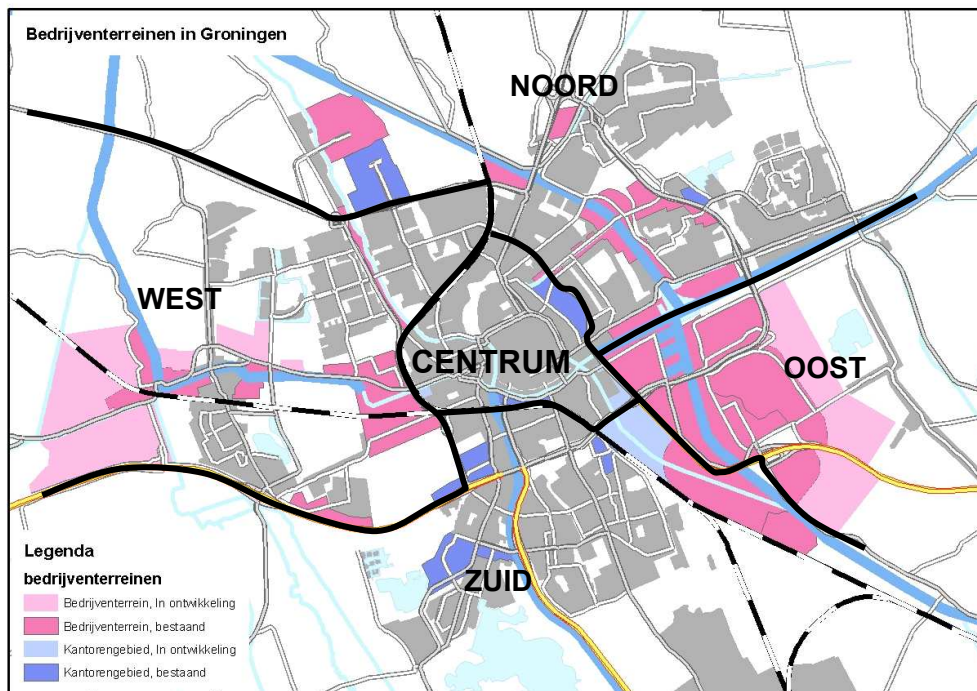 Bedrijventerreinen in Groningen
NOORD
WEST
CENTRUM
OOST
ZUID
Legenda
bedrijventerreinen
Bedrijventerrein, In ontwikkeling
Bedrijventerrein, bestaand
Kantorengebied, In ontwikkeling
Kantorengebied, bestaand